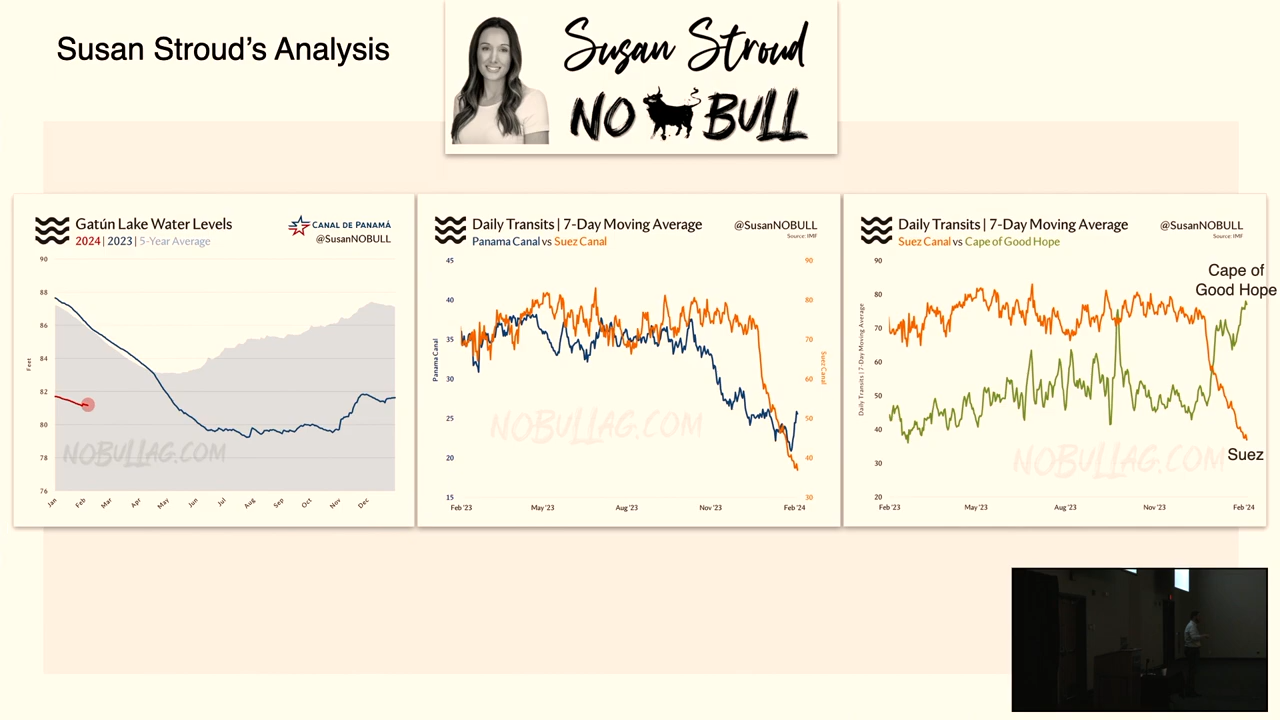 Susan Stroud's Analysis
Susan Stroud
NO BULL
Gatún Lake Water Levels
2024 | 2023 | 5-Year Average
CANAL DE PANAMÁ
@SusanNOBULL
90
88
86
84
82
80
78
76
Feet
NOBULLAG.COM
Jan
Feb
Mar
Apr
May
Jun
Jul
Aug
Sep
Oct
Nov
Dec
Daily Transits | 7-Day Moving Average
Panama Canal vs Suez Canal
@SusanNOBULL
Source: IMF
45
40
35
30
25
20
15
Panama Canal
90
80
70
60
50
40
30
Suez Canal
NOBULLAG.COM
Feb '23
May '23
Aug '23
Nov '23
Feb '24
Daily Transits | 7-Day Moving Average
Suez Canal vs Cape of Good Hope
@SusanNOBULL
Source: IMF
90
80
70
60
50
40
30
20
Daily Transits | 7-Day Moving Average
Cape of
Good Hope
Suez
NOBULLAG.COM
Feb '23
May '23
Aug '23
Nov '23
Feb '24